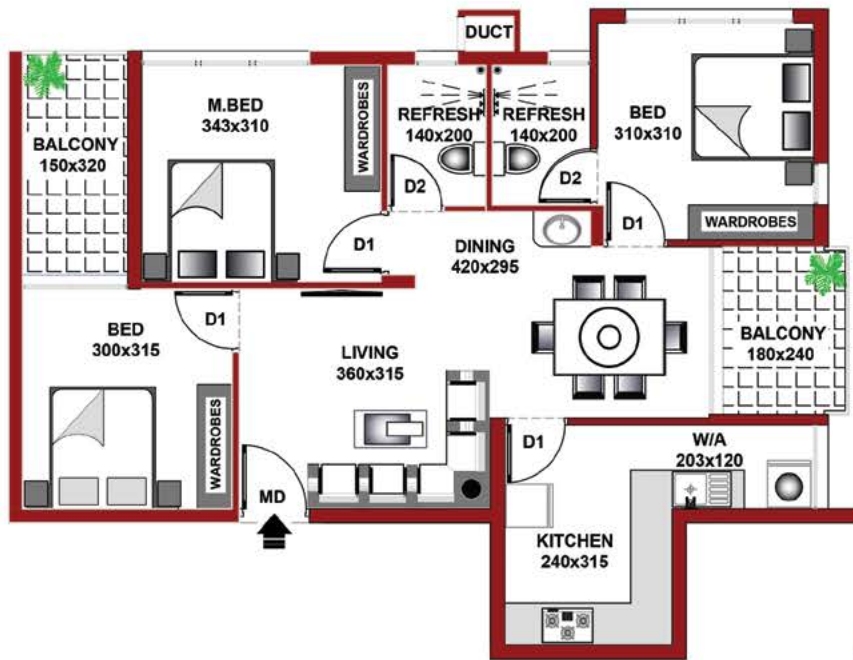 DUCT
M.BED
343x310
WARDROBES
REFRESH
140x200
REFRESH
140x200
BED
310x310
BALCONY
150x320
D2
D2
WARDROBES
D1
D1
DINING
420x295
BED
300x315
D1
LIVING
360x315
BALCONY
180x240
WARDROBES
D1
W/A
203x120
MD
KITCHEN
240x315